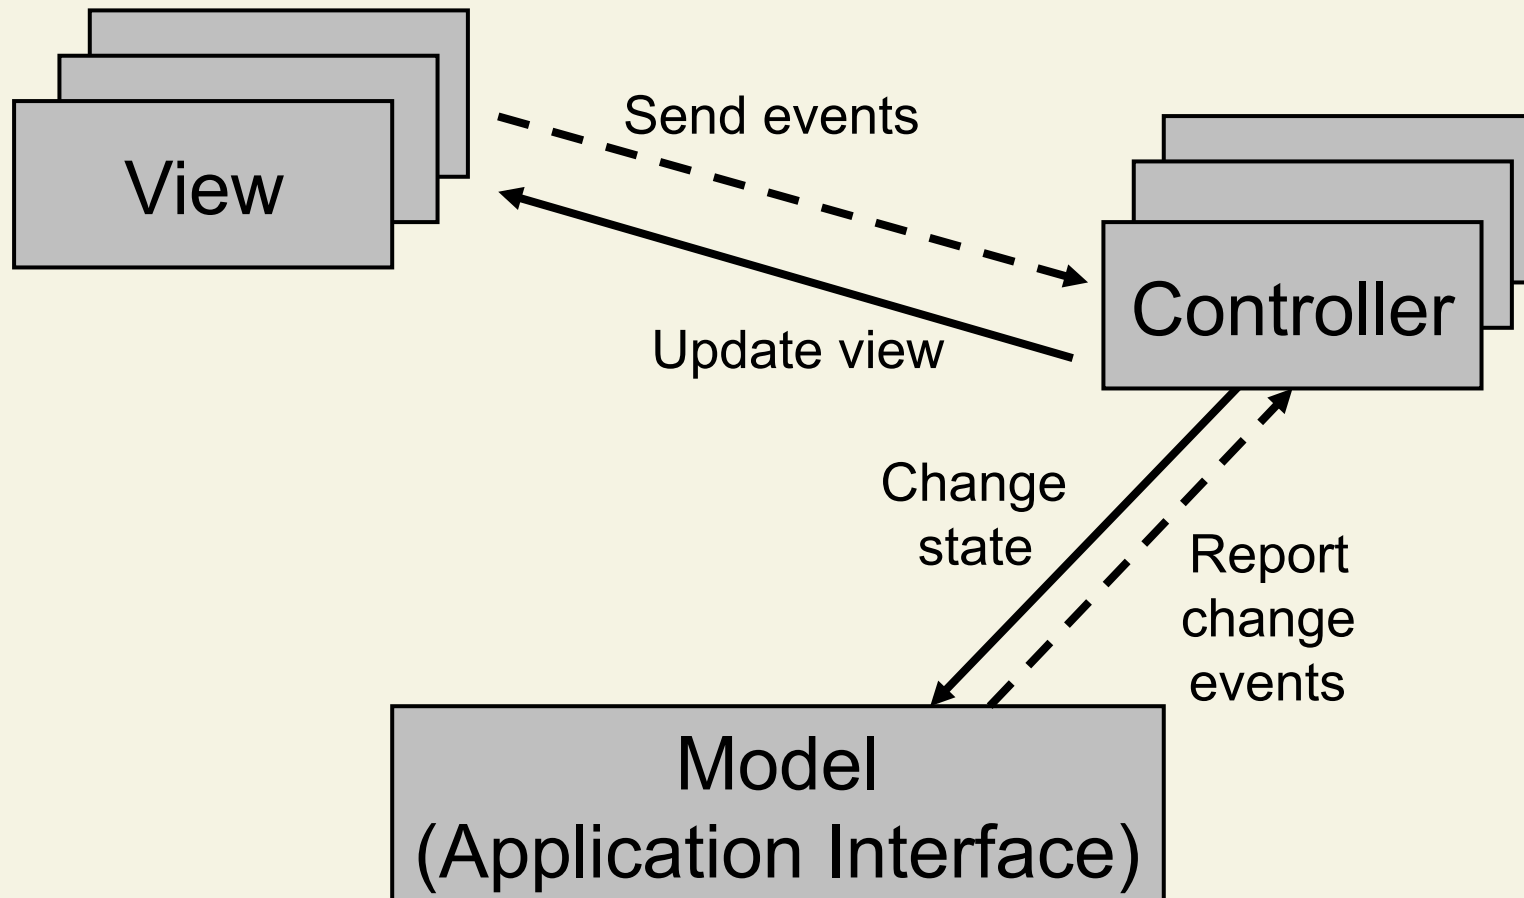 Send events
View
Controller
Update view
Change
state
Report
change
events
Model
(Application Interface)